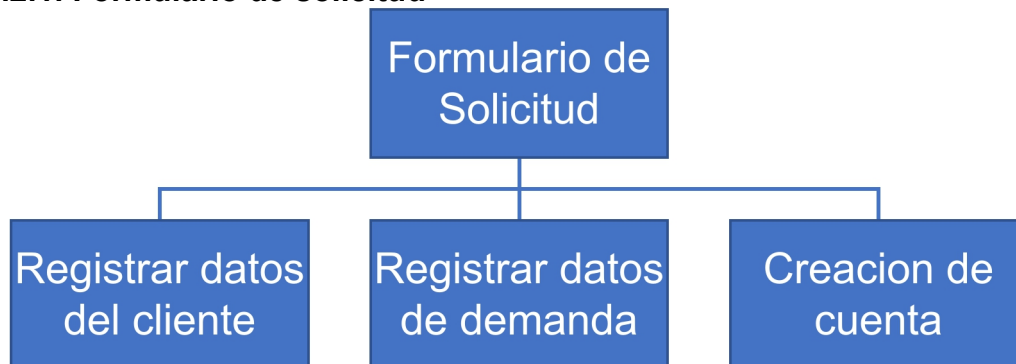 Formulario de
Solicitud
Registrar datos
del cliente
Registrar datos
de demanda
Creacion de
cuenta